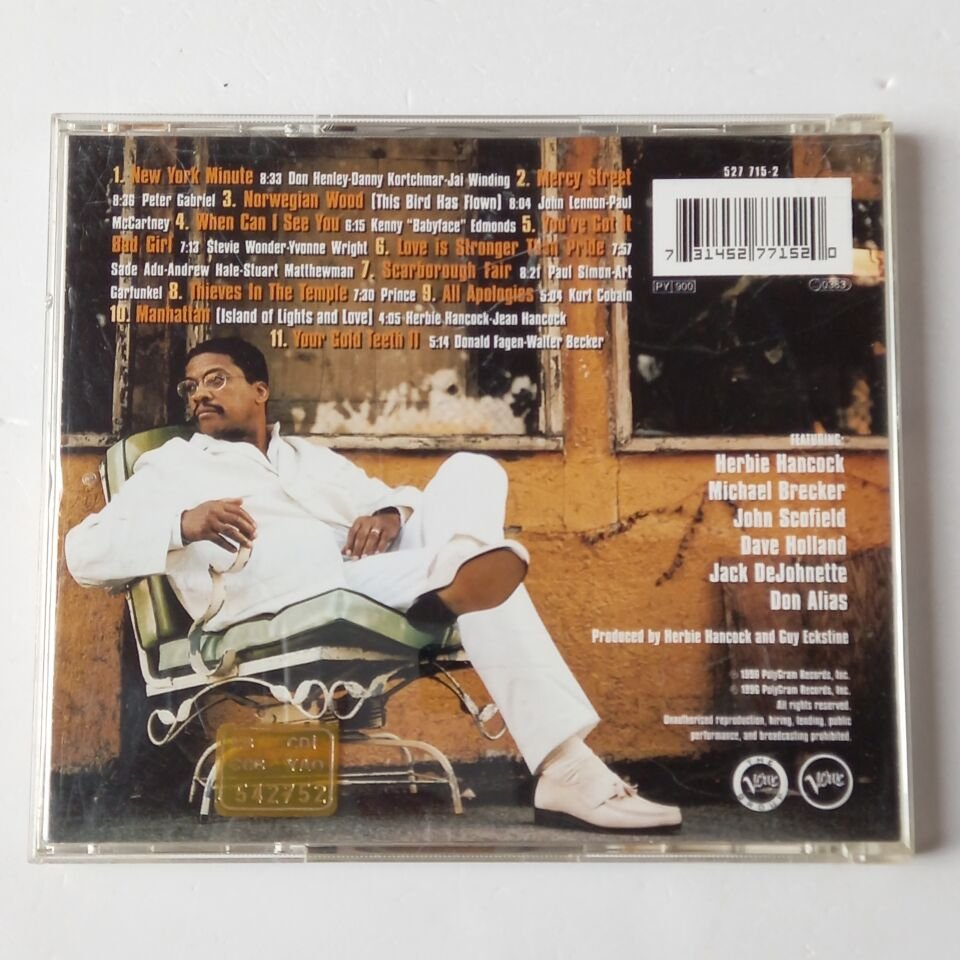 1. New York Minute 8:33 Don Henley-Danny Kortchmar-Jai Winding 2. Mercy Street
8:36 Peter Gabriel 3. Norwegian Wood (This Bird Has Flown) 8:04 John Lennon-Paul
McCartney 4. When Can I See You 6:15 Kenny "Babyface" Edmonds 5. You've Got It
Bad Girl 7:13 Stevie Wonder-Yvonne Wright 6. Love is Stronger Than Pride 7:57
Sade Adu-Andrew Hale-Stuart Matthewman 7. Scarborough Fair 8:21 Paul Simon-Art
Garfunkel 8. Thieves In The Temple 7:30 Prince 9. All Apologies 5:04 Kurt Cobain
10. Manhattan (Island of Lights and Love) 4:05 Herbie Hancock-Jean Hancock
11. Your Gold Teeth II 5:14 Donald Fagen-Walter Becker
527 715-2
7 31452 77152 0
PY 900
0383
FEATURING:
Herbie Hancock
Michael Brecker
John Scofield
Dave Holland
Jack DeJohnette
Don Alias
Produced by Herbie Hancock and Guy Eckstine
℗ 1996 PolyGram Records, Inc.
© 1996 PolyGram Records, Inc.
All rights reserved.
Unauthorised reproduction, hiring, lending, public
performance, and broadcasting prohibited.
THE Verve
Verve
542752